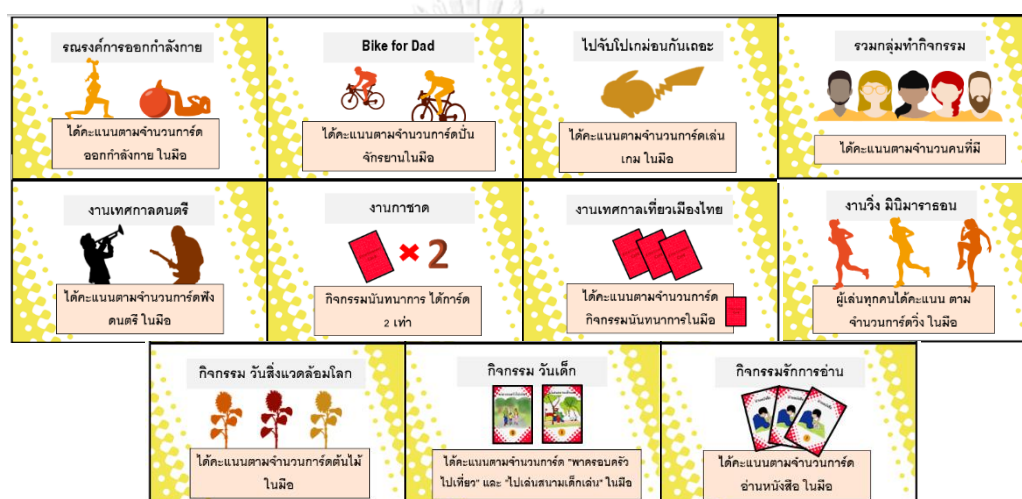 รณรงค์การออกกำลังกาย
ได้คะแนนตามจำนวนการ์ด
ออกกำลังกาย ในมือ
Bike for Dad
ได้คะแนนตามจำนวนการ์ดปั่น
จักรยานในมือ
ไปจับโปเกม่อนกันเถอะ
ได้คะแนนตามจำนวนการ์ดเล่น
เกม ในมือ
รวมกลุ่มทำกิจกรรม
ได้คะแนนตามจำนวนคนที่มี
งานเทศกาลดนตรี
ได้คะแนนตามจำนวนการ์ดฟัง
ดนตรี ในมือ
งานกาชาด
× 2
กิจกรรมนันทนาการ ได้การ์ด
2 เท่า
งานเทศกาลเที่ยวเมืองไทย
ได้คะแนนตามจำนวนการ์ด
กิจกรรมนันทนาการในมือ
งานวิ่ง มินิมาราธอน
ผู้เล่นทุกคนได้คะแนน ตาม
จำนวนการ์ดวิ่ง ในมือ
กิจกรรม วันสิ่งแวดล้อมโลก
ได้คะแนนตามจำนวนการ์ดต้นไม้
ในมือ
กิจกรรม วันเด็ก
ได้คะแนนตามจำนวนการ์ด "พาครอบครัว
ไปเที่ยว" และ "ไปเล่นสนามเด็กเล่น" ในมือ
กิจกรรมรักการอ่าน
ได้คะแนนตามจำนวนการ์ด
อ่านหนังสือ ในมือ